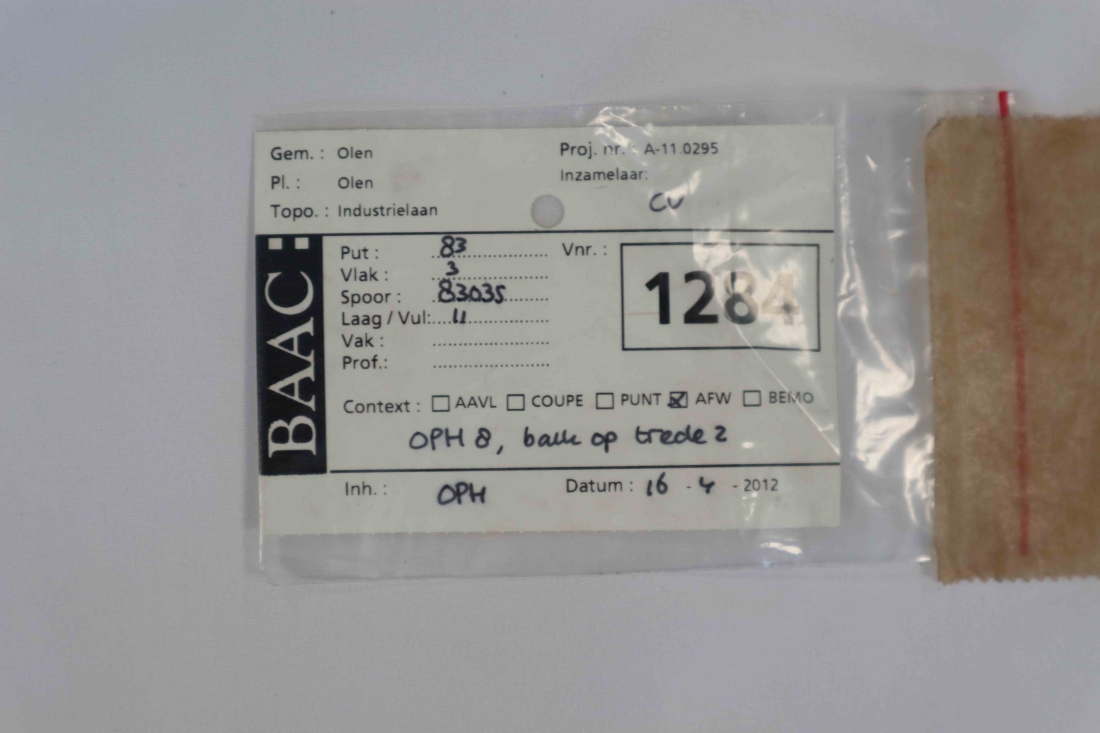 Gem. : Olen
Proj. nr. : A-11.0295
Pl. : Olen
Inzamelaar:
CV
Topo. : Industrielaan
BAAC
Put : 83
Vnr. :
1284
Vlak : 3
Spoor : 83035
Laag / Vul: 11
Vak :
Prof.:
Context : AAVL COUPE PUNT AFW BEMO
OPH 8, balk op trede 2
Inh. : OPH
Datum : 16 - 4 - 2012